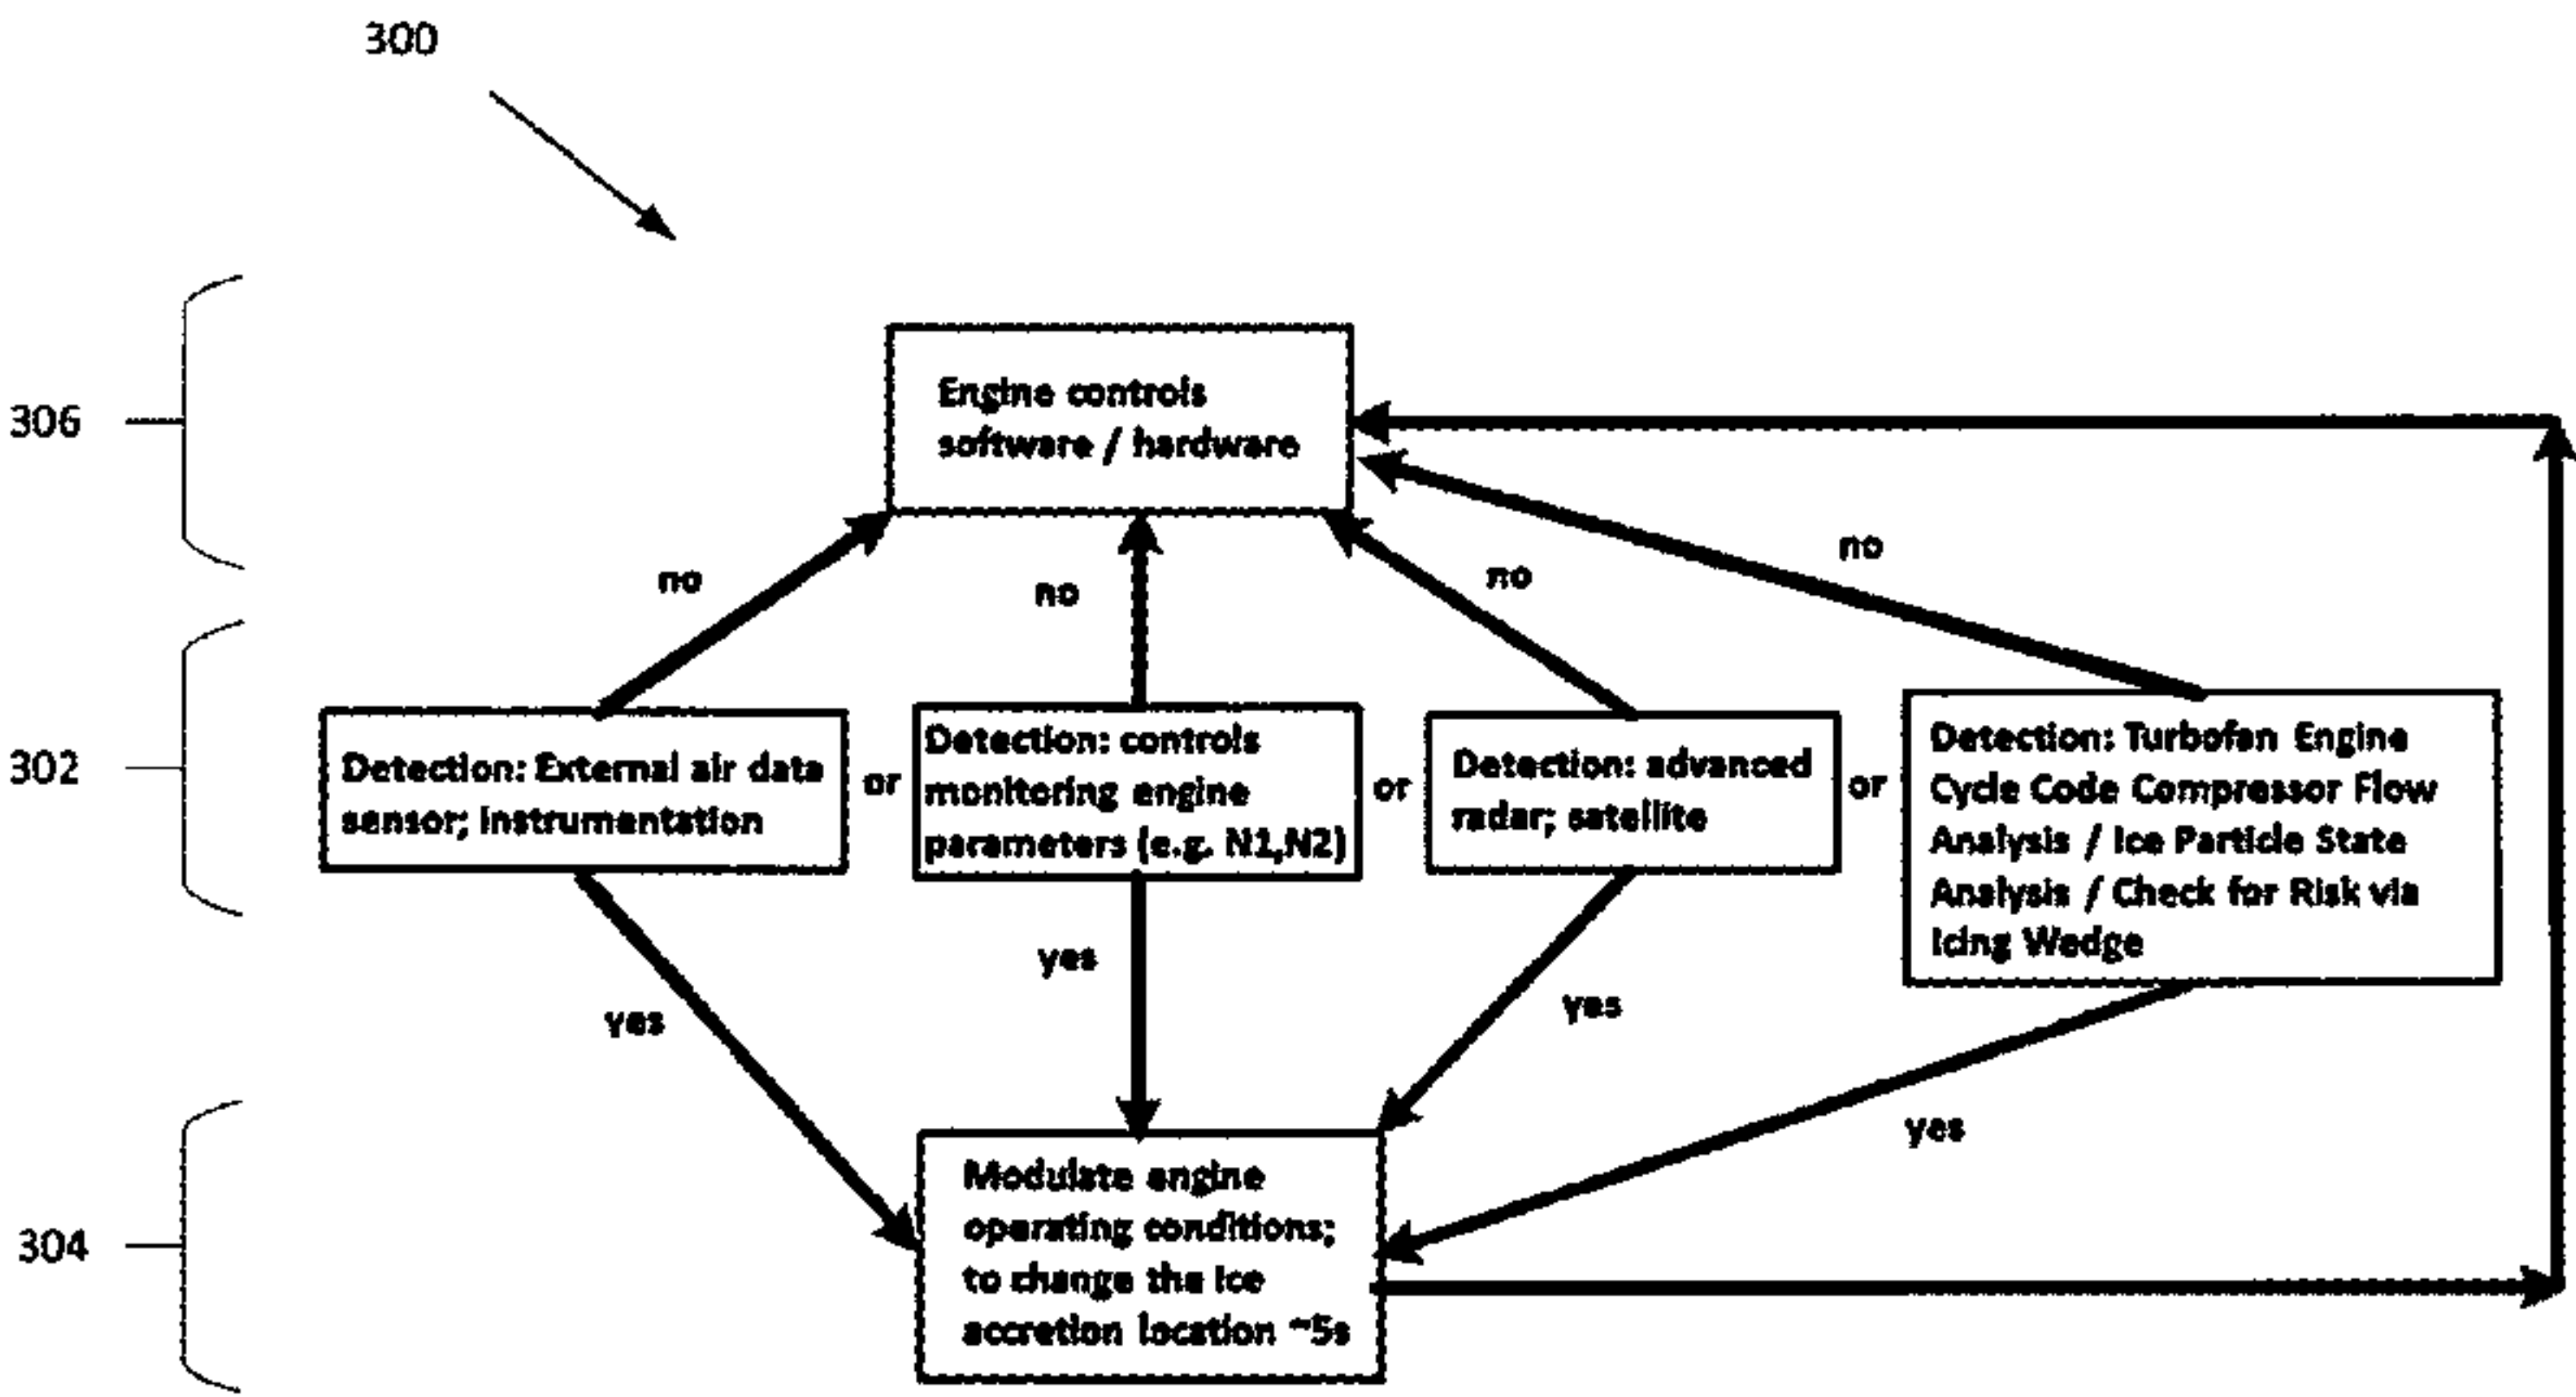 300
306
Engine controls
software / hardware
no
no
no
no
302
Detection: External air data
sensor; instrumentation
or
Detection: controls
monitoring engine
parameters (e.g. N1,N2)
or
Detection: advanced
radar; satellite
or
Detection: Turbofan Engine
Cycle Code Compressor Flow
Analysis / Ice Particle State
Analysis / Check for Risk via
Icing Wedge
yes
yes
yes
yes
304
Modulate engine
operating conditions;
to change the ice
accretion location ~5s